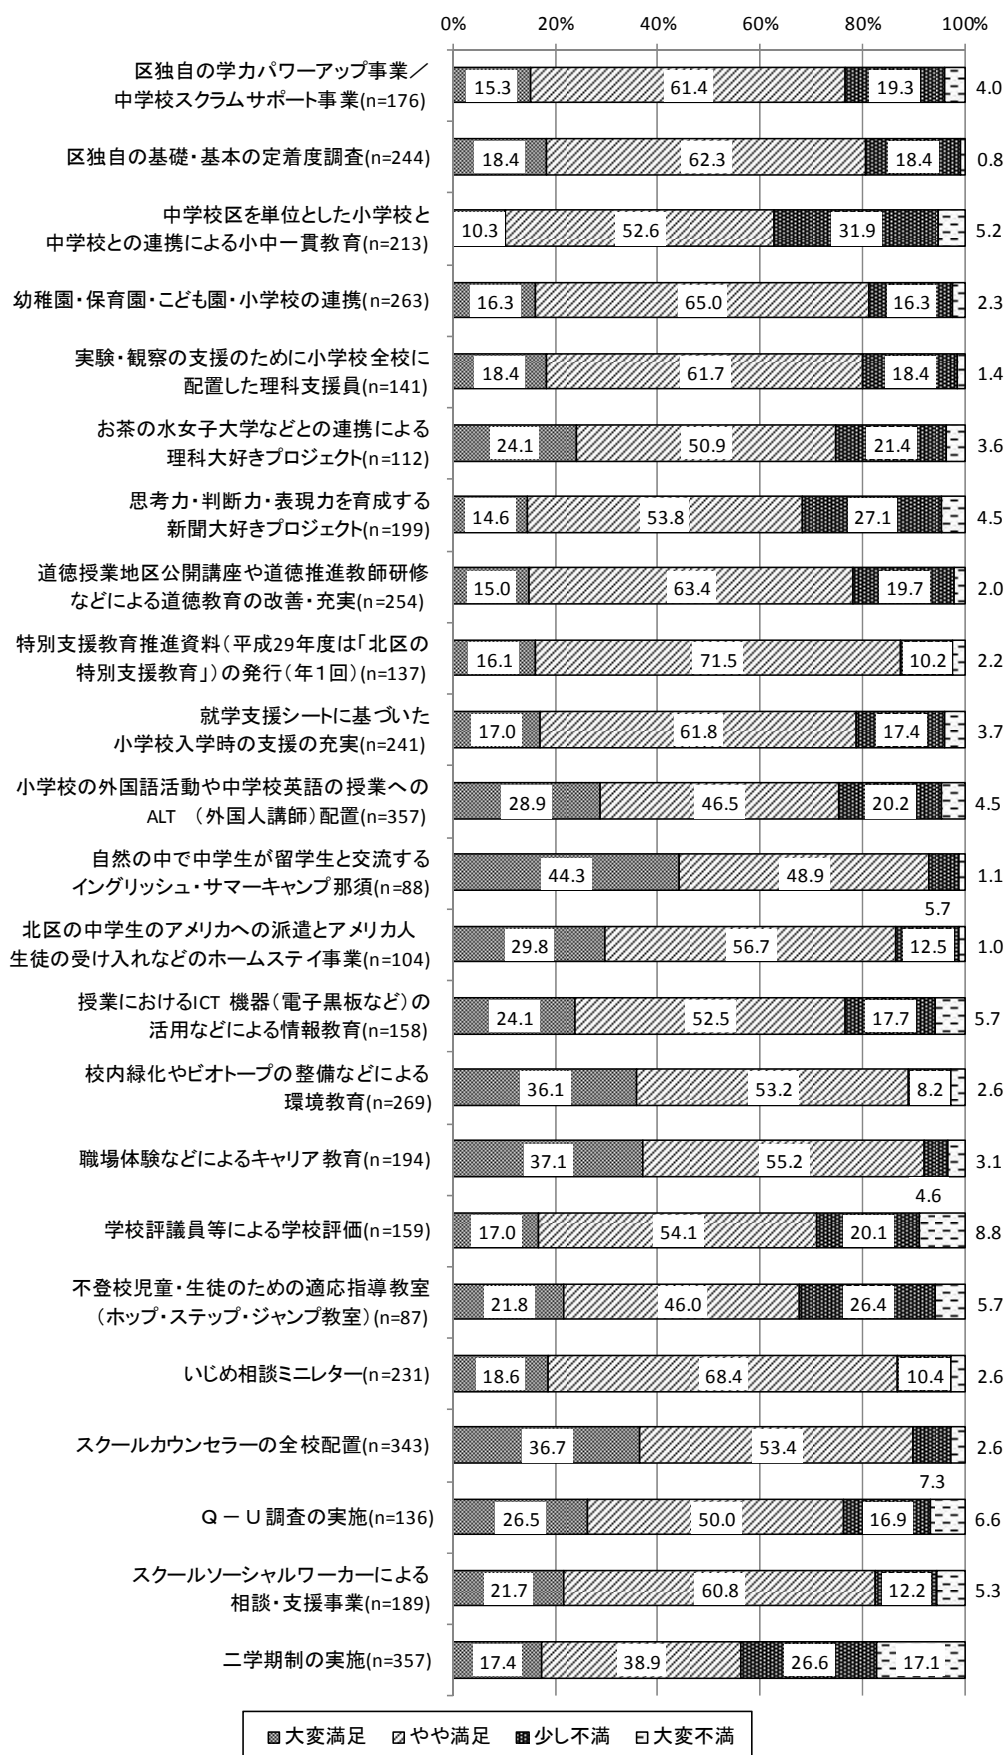 0% 20% 40% 60% 80% 100%
区独自の学力パワーアップ事業／
中学校スクラムサポート事業(n=176)
15.3 61.4 19.3 4.0
区独自の基礎・基本の定着度調査(n=244)
18.4 62.3 18.4 0.8
中学校区を単位とした小学校と
中学校との連携による小中一貫教育(n=213)
10.3 52.6 31.9 5.2
幼稚園・保育園・こども園・小学校の連携(n=263)
16.3 65.0 16.3 2.3
実験・観察の支援のために小学校全校に
配置した理科支援員(n=141)
18.4 61.7 18.4 1.4
お茶の水女子大学などとの連携による
理科大好きプロジェクト(n=112)
24.1 50.9 21.4 3.6
思考力・判断力・表現力を育成する
新聞大好きプロジェクト(n=199)
14.6 53.8 27.1 4.5
道徳授業地区公開講座や道徳推進教師研修
などによる道徳教育の改善・充実(n=254)
15.0 63.4 19.7 2.0
特別支援教育推進資料（平成29年度は「北区の
特別支援教育」）の発行（年１回）(n=137)
16.1 71.5 10.2 2.2
就学支援シートに基づいた
小学校入学時の支援の充実(n=241)
17.0 61.8 17.4 3.7
小学校の外国語活動や中学校英語の授業への
ALT （外国人講師）配置(n=357)
28.9 46.5 20.2 4.5
自然の中で中学生が留学生と交流する
イングリッシュ・サマーキャンプ那須(n=88)
44.3 48.9 1.1
5.7
北区の中学生のアメリカへの派遣とアメリカ人
生徒の受け入れなどのホームステイ事業(n=104)
29.8 56.7 12.5 1.0
授業におけるICT 機器（電子黒板など）の
活用などによる情報教育(n=158)
24.1 52.5 17.7 5.7
校内緑化やビオトープの整備などによる
環境教育(n=269)
36.1 53.2 8.2 2.6
職場体験などによるキャリア教育(n=194)
37.1 55.2 3.1
4.6
学校評議員等による学校評価(n=159)
17.0 54.1 20.1 8.8
不登校児童・生徒のための適応指導教室
（ホップ・ステップ・ジャンプ教室）(n=87)
21.8 46.0 26.4 5.7
いじめ相談ミニレター(n=231)
18.6 68.4 10.4 2.6
スクールカウンセラーの全校配置(n=343)
36.7 53.4 2.6
7.3
Ｑ－Ｕ調査の実施(n=136)
26.5 50.0 16.9 6.6
スクールソーシャルワーカーによる
相談・支援事業(n=189)
21.7 60.8 12.2 5.3
二学期制の実施(n=357)
17.4 38.9 26.6 17.1
大変満足 やや満足 少し不満 大変不満